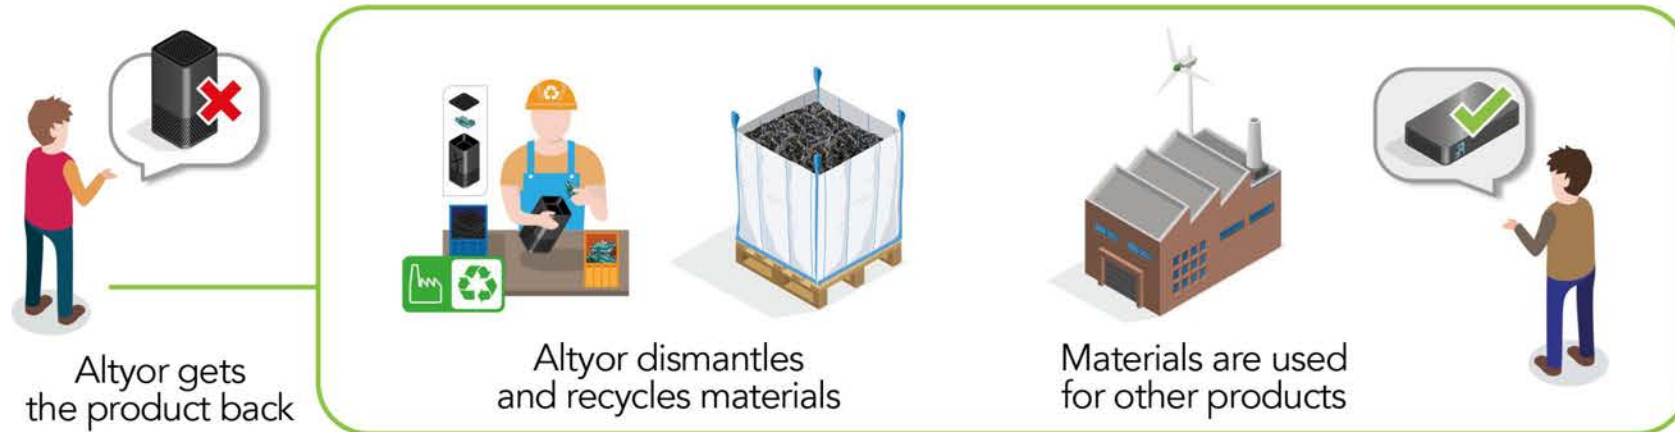 Altyor gets
the product back
Altyor dismantles
and recycles materials
Materials are used
for other products